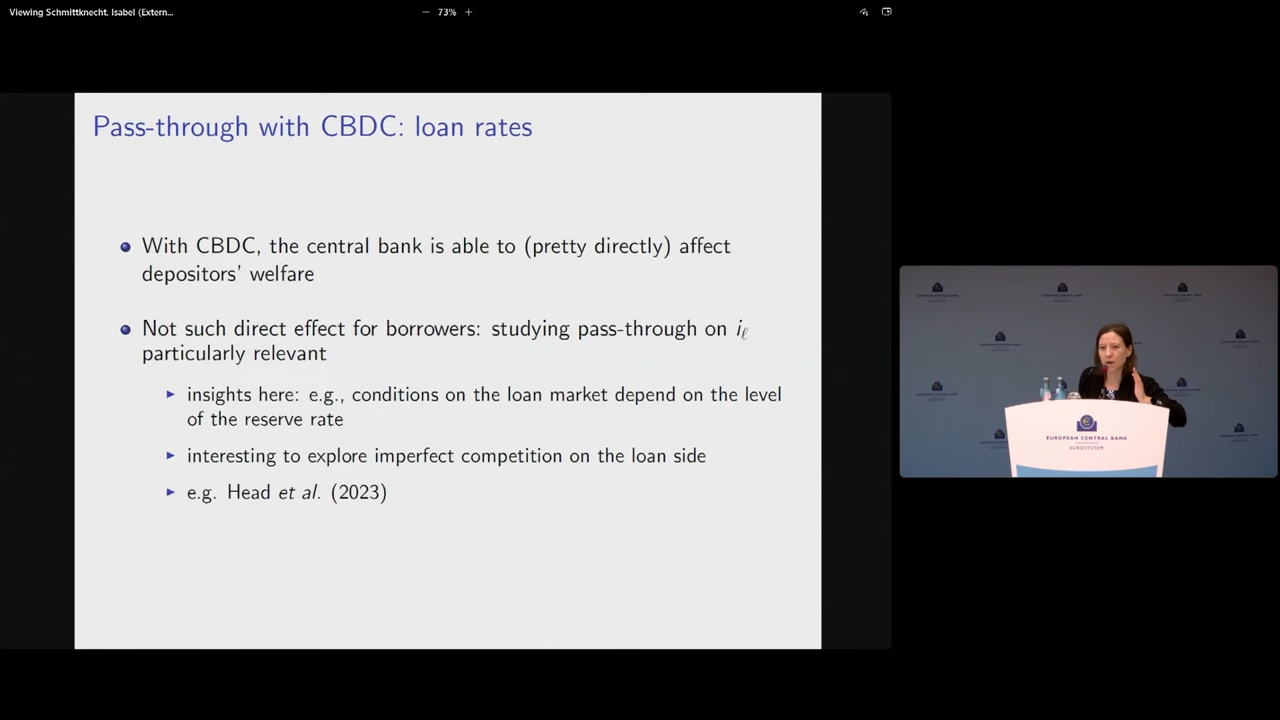 Viewing Schmittknecht, Isabel (Extern...
− 73% +
Pass-through with CBDC: loan rates
With CBDC, the central bank is able to (pretty directly) affect
depositors' welfare
Not such direct effect for borrowers: studying pass-through on iℓ
particularly relevant
insights here: e.g., conditions on the loan market depend on the level
of the reserve rate
interesting to explore imperfect competition on the loan side
e.g. Head et al. (2023)
EUROPEAN CENTRAL BANK
EUROSYSTEM